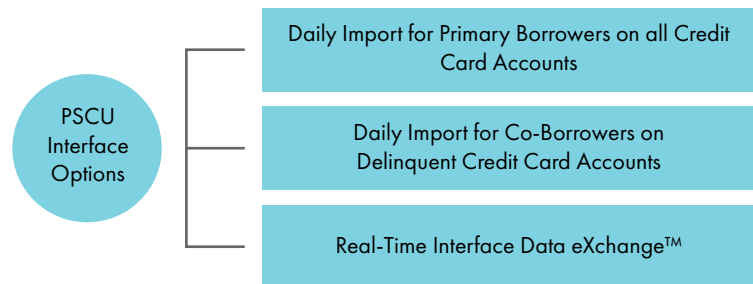 PSCU
Interface
Options
Daily Import for Primary Borrowers on all Credit
Card Accounts
Daily Import for Co-Borrowers on
Delinquent Credit Card Accounts
Real-Time Interface Data eXchange™